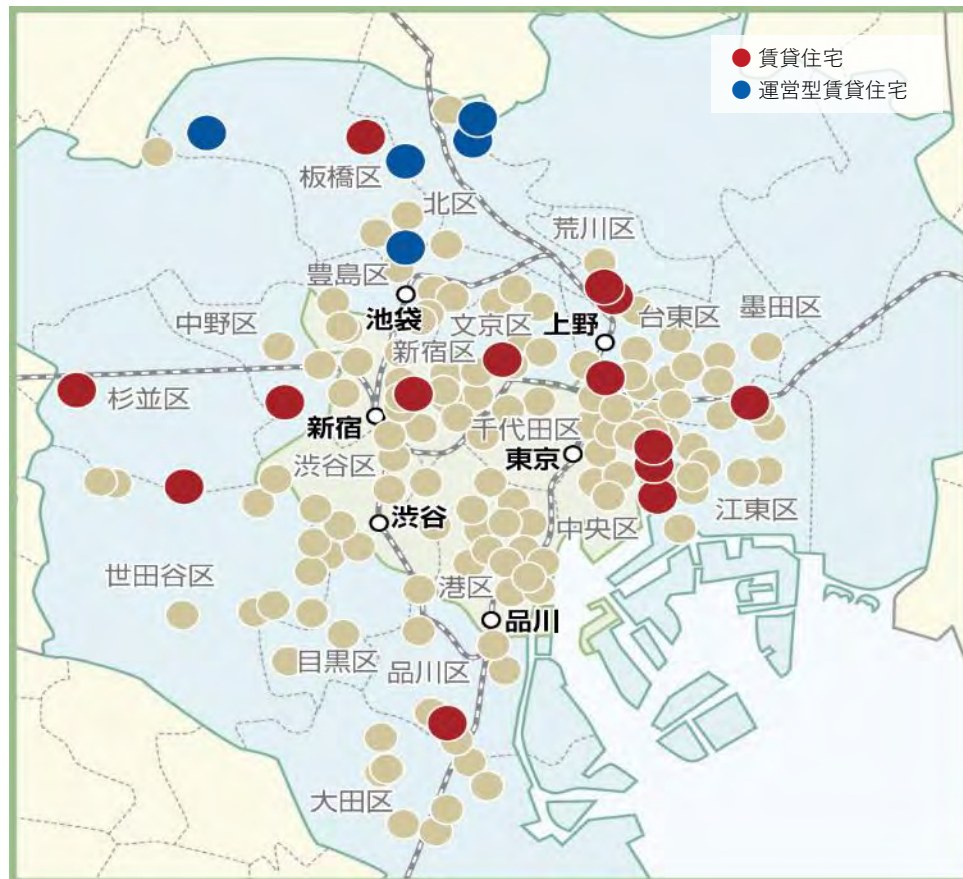 賃貸住宅
運営型賃貸住宅
板橋区
北区
荒川区
豊島区
池袋
文京区
上野
台東区
墨田区
中野区
新宿区
杉並区
新宿
千代田区
東京
渋谷区
渋谷
中央区
江東区
世田谷区
港区
品川
目黒区
品川区
大田区